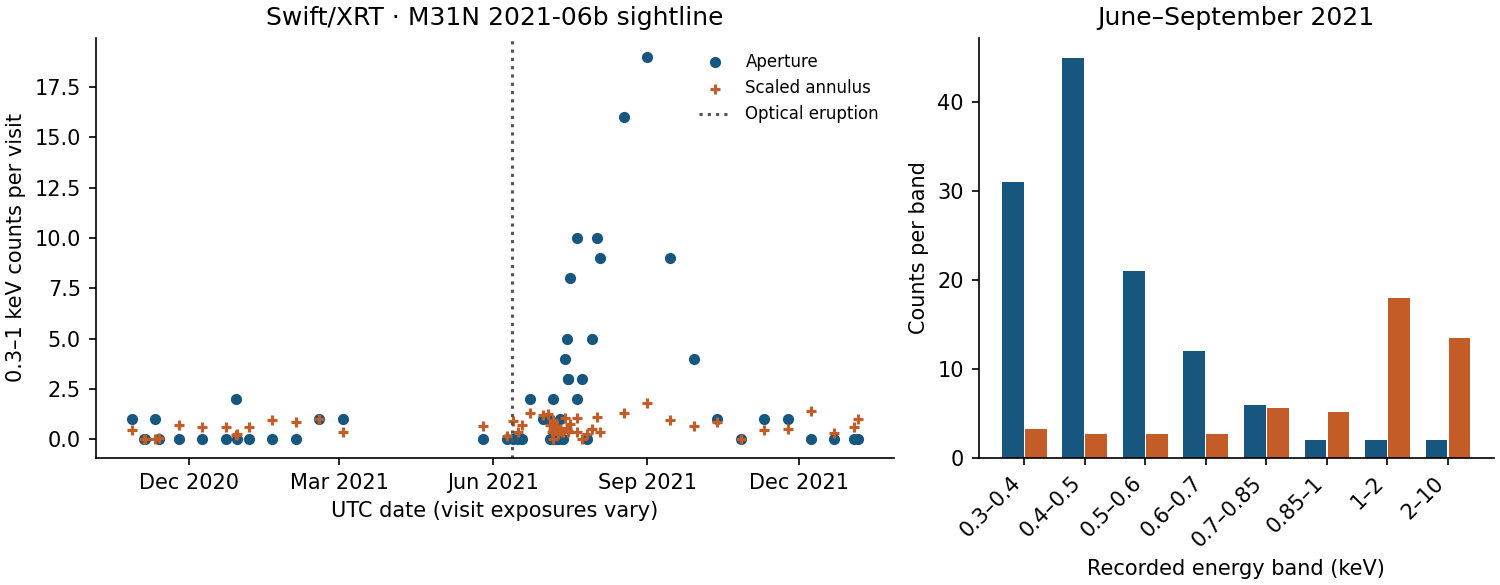 Swift/XRT · M31N 2021-06b sightline
0.3–1 keV counts per visit
17.5
15.0
12.5
10.0
7.5
5.0
2.5
0.0
Aperture
Scaled annulus
Optical eruption
Dec 2020
Mar 2021
Jun 2021
Sep 2021
Dec 2021
UTC date (visit exposures vary)
June–September 2021
Counts per band
40
30
20
10
0
0.3–0.4
0.4–0.5
0.5–0.6
0.6–0.7
0.7–0.85
0.85–1
1–2
2–10
Recorded energy band (keV)